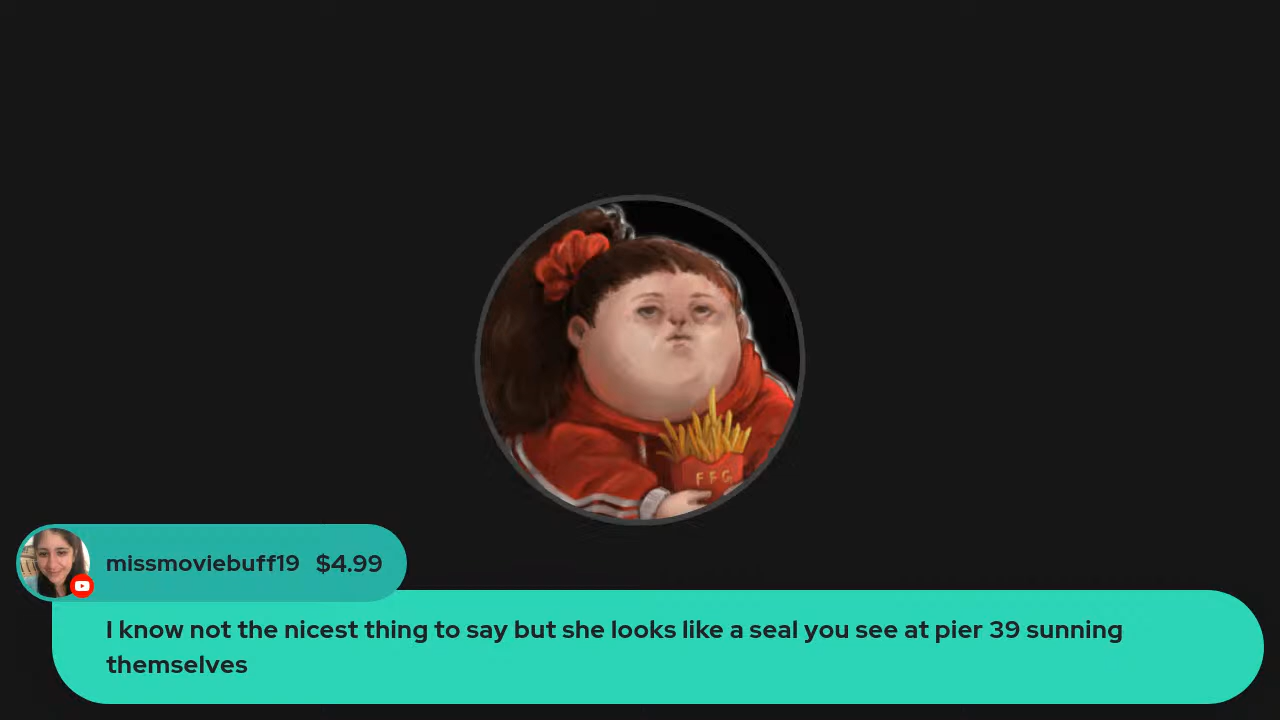 FFG
missmoviebuff19 $4.99
I know not the nicest thing to say but she looks like a seal you see at pier 39 sunning
themselves